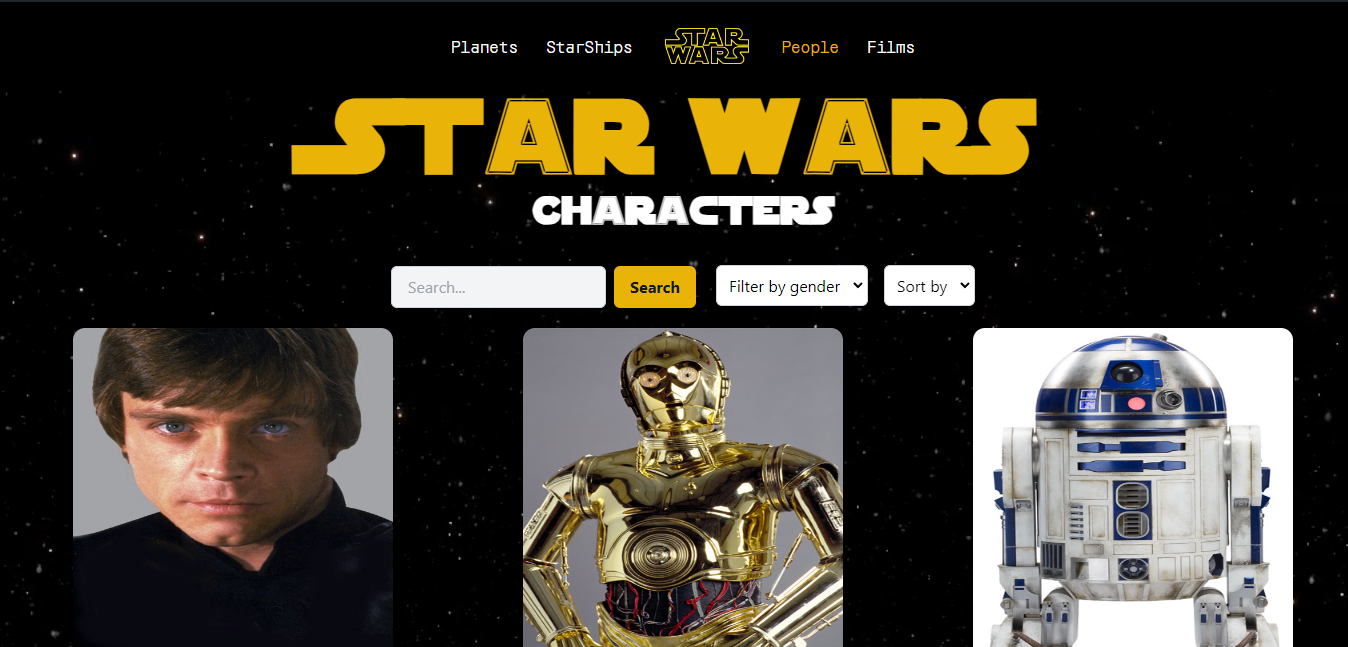 Planets StarShips STAR WARS People Films
STAR WARS
CHARACTERS
Search... Search Filter by gender Sort by